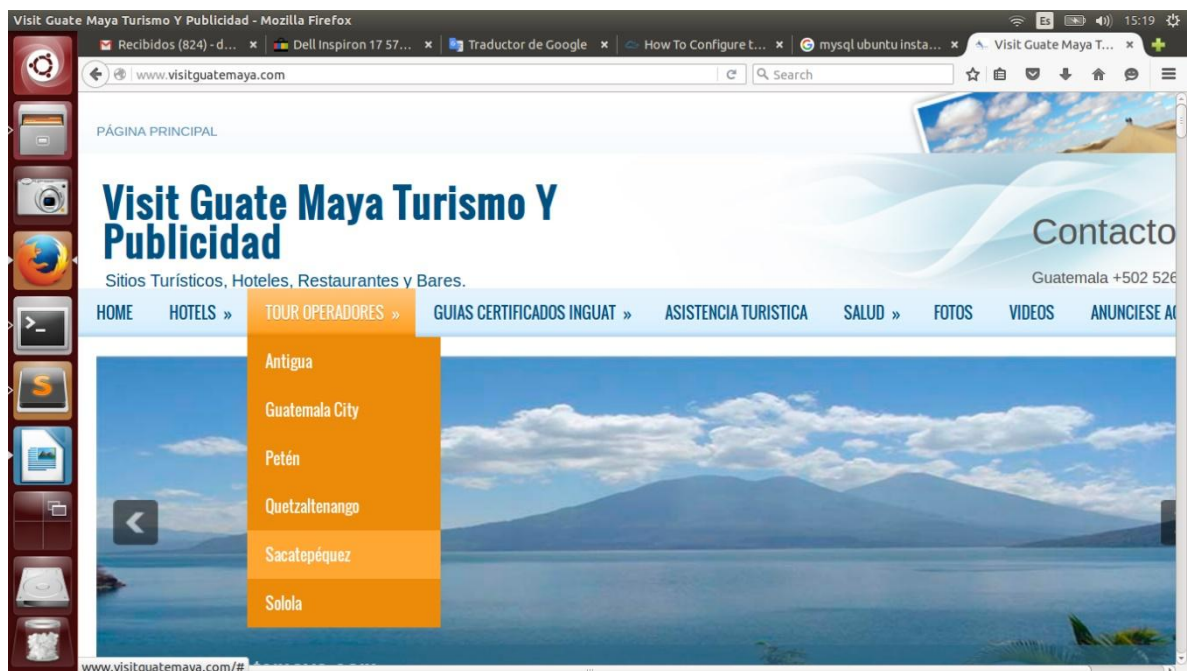 Visit Guate Maya Turismo Y Publicidad - Mozilla Firefox
Es 15:19
Recibidos (824) - d... Dell Inspiron 17 57... Traductor de Google How To Configure t... mysql ubuntu insta... Visit Guate Maya T...
www.visitguatemaya.com Search
PÁGINA PRINCIPAL
Visit Guate Maya Turismo Y
Publicidad
Sitios Turísticos, Hoteles, Restaurantes y Bares.
Contacto
Guatemala +502 526
HOME HOTELS » TOUR OPERADORES » GUIAS CERTIFICADOS INGUAT » ASISTENCIA TURISTICA SALUD » FOTOS VIDEOS ANUNCIESE
Antigua
Guatemala City
Petén
Quetzaltenango
Sacatepéquez
Solola
www.visitguatemaya.com/#